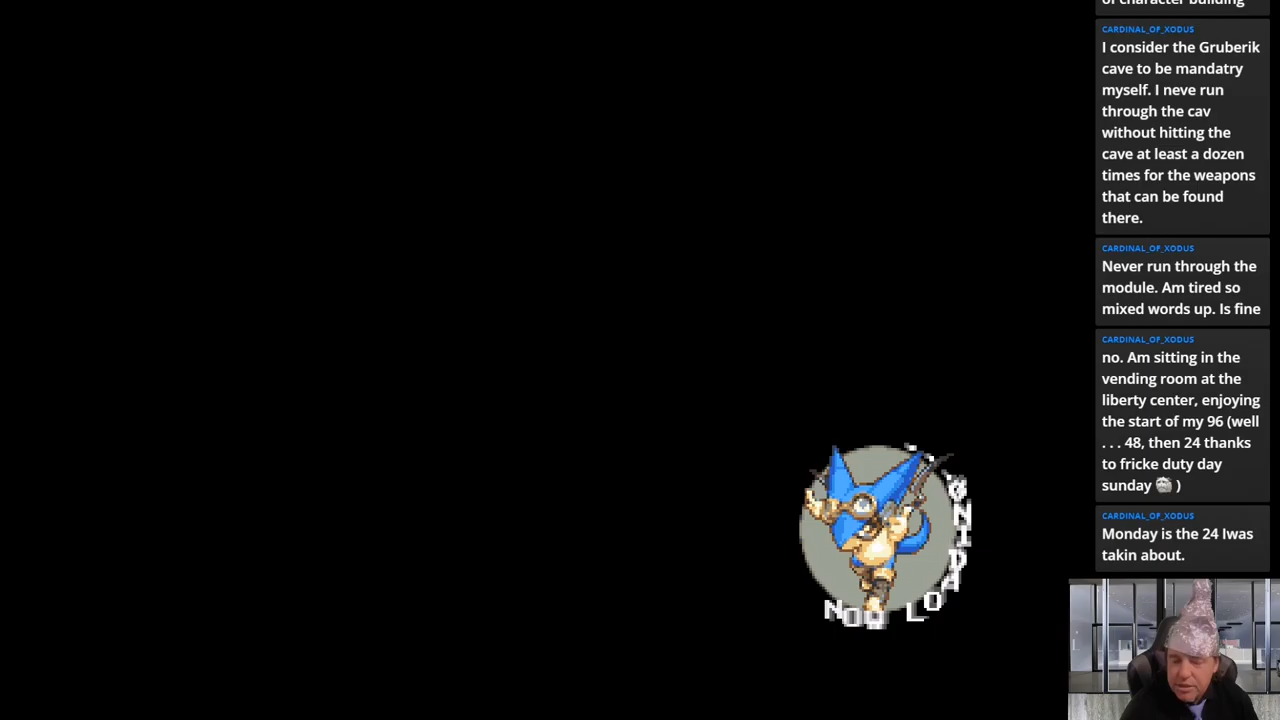 of character building
CARDINAL_OF_XODUS
I consider the Gruberik
cave to be mandatry
myself. I neve run
through the cav
without hitting the
cave at least a dozen
times for the weapons
that can be found
there.
CARDINAL_OF_XODUS
Never run through the
module. Am tired so
mixed words up. Is fine
CARDINAL_OF_XODUS
no. Am sitting in the
vending room at the
liberty center, enjoying
the start of my 96 (well
. . . 48, then 24 thanks
to fricke duty day
sunday )
CARDINAL_OF_XODUS
Monday is the 24 Iwas
takin about.
NOW LOADING